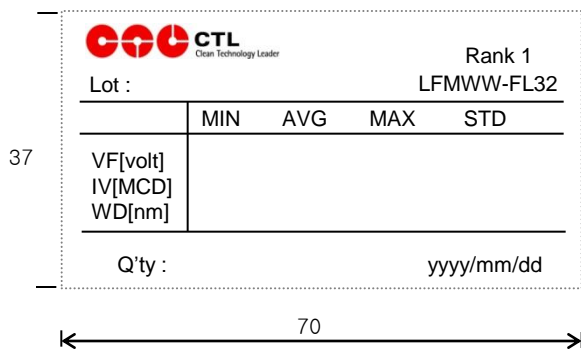 CTL
Clean Technology Leader
Rank 1
Lot :
LFMWW-FL32
MIN AVG MAX STD
37
VF[volt]
IV[MCD]
WD[nm]
Q’ty :
yyyy/mm/dd
70